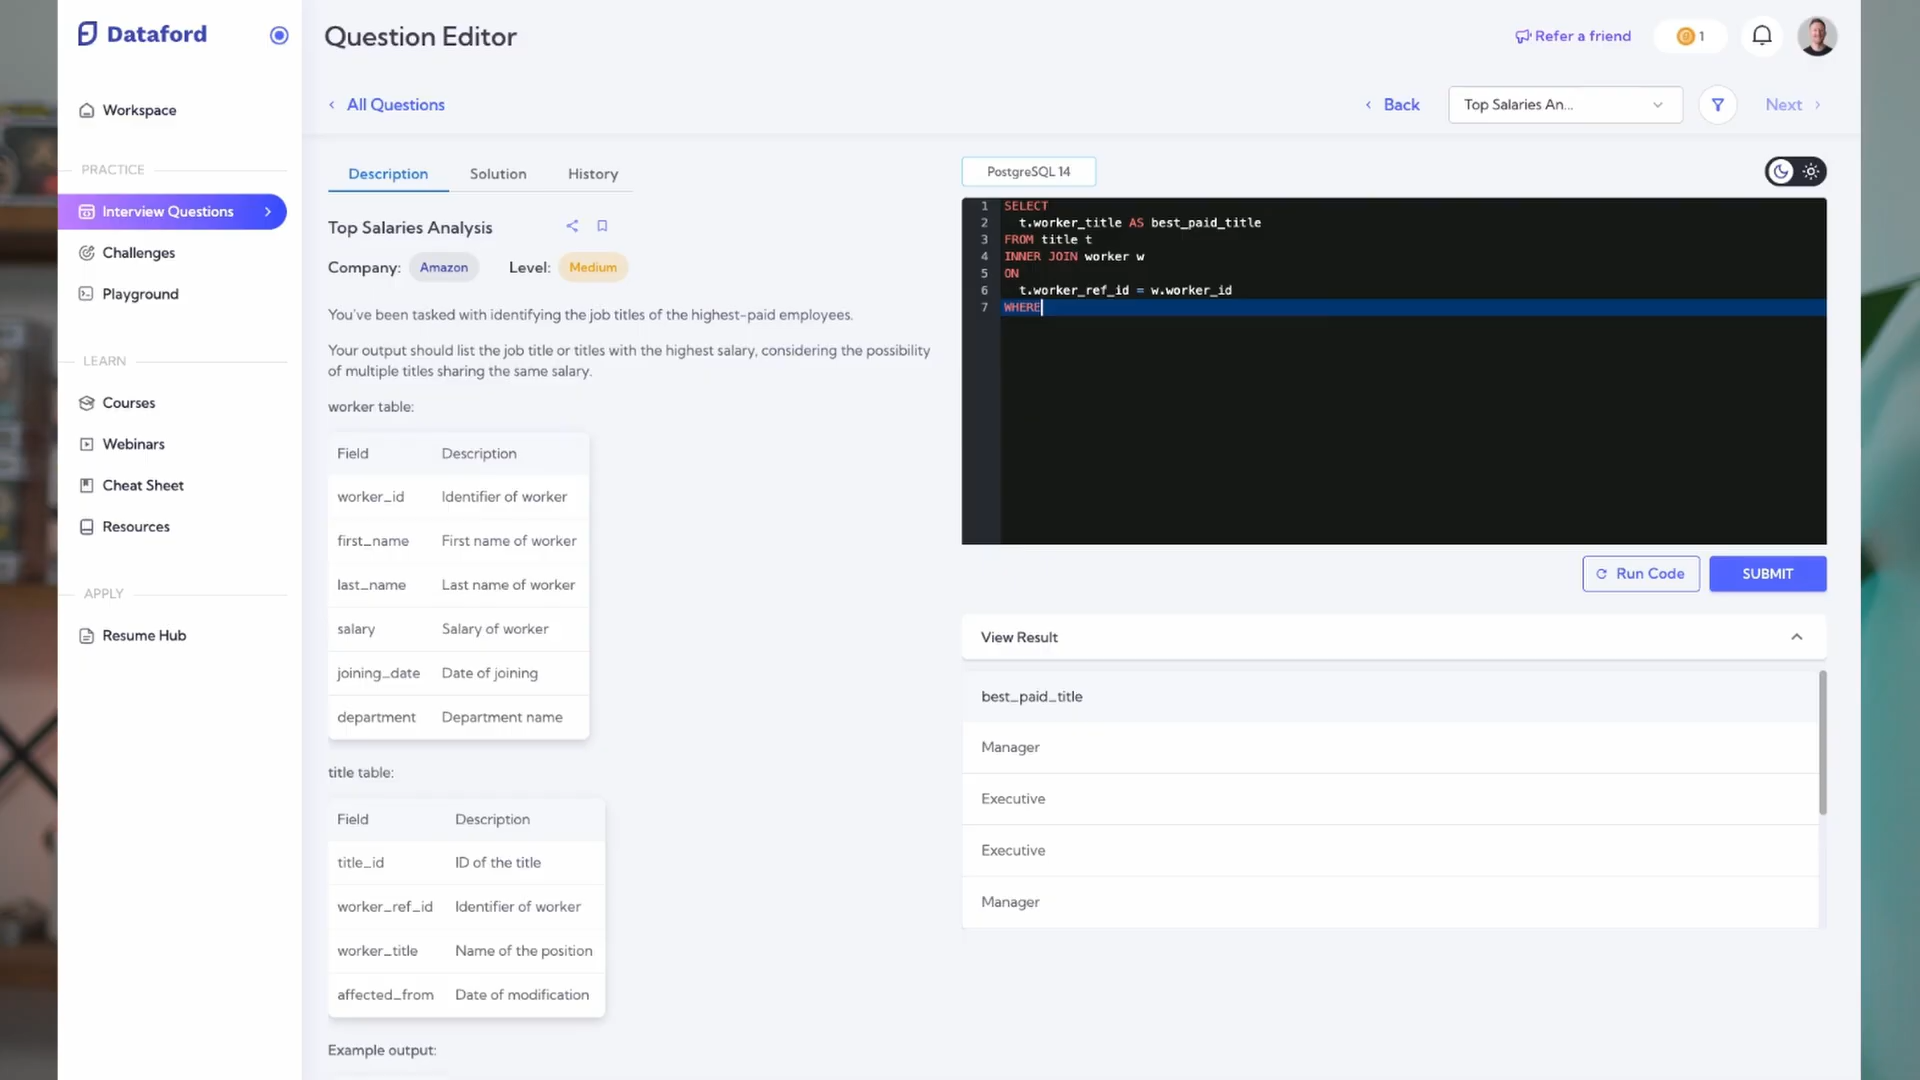 Dataford
Question Editor
Refer a friend
1
Workspace
PRACTICE
Interview Questions
Challenges
Playground
LEARN
Courses
Webinars
Cheat Sheet
Resources
APPLY
Resume Hub
All Questions
Back
Top Salaries An...
Next
Description Solution History
Top Salaries Analysis
Company: Amazon Level: Medium
You've been tasked with identifying the job titles of the highest-paid employees.
Your output should list the job title or titles with the highest salary, considering the possibility
of multiple titles sharing the same salary.
worker table:
Field Description
worker_id Identifier of worker
first_name First name of worker
last_name Last name of worker
salary Salary of worker
joining_date Date of joining
department Department name
title table:
Field Description
title_id ID of the title
worker_ref_id Identifier of worker
worker_title Name of the position
affected_from Date of modification
Example output:
PostgreSQL 14
1 SELECT
2 t.worker_title AS best_paid_title
3 FROM title t
4 INNER JOIN worker w
5 ON
6 t.worker_ref_id = w.worker_id
7 WHERE
Run Code
SUBMIT
View Result
best_paid_title
Manager
Executive
Executive
Manager